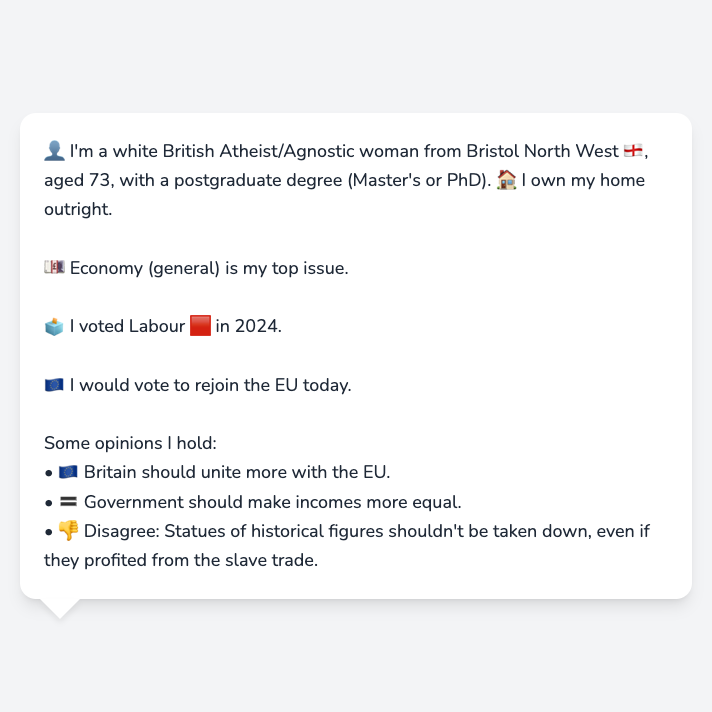 👤 I'm a white British Atheist/Agnostic woman from Bristol North West 🏴󠁧󠁢󠁥󠁮󠁧󠁿,
aged 73, with a postgraduate degree (Master's or PhD). 🏠 I own my home
outright.
💷 Economy (general) is my top issue.
🗳️ I voted Labour 🟥 in 2024.
🇪🇺 I would vote to rejoin the EU today.
Some opinions I hold:
• 🇪🇺 Britain should unite more with the EU.
• 🟰 Government should make incomes more equal.
• 👎 Disagree: Statues of historical figures shouldn't be taken down, even if
they profited from the slave trade.